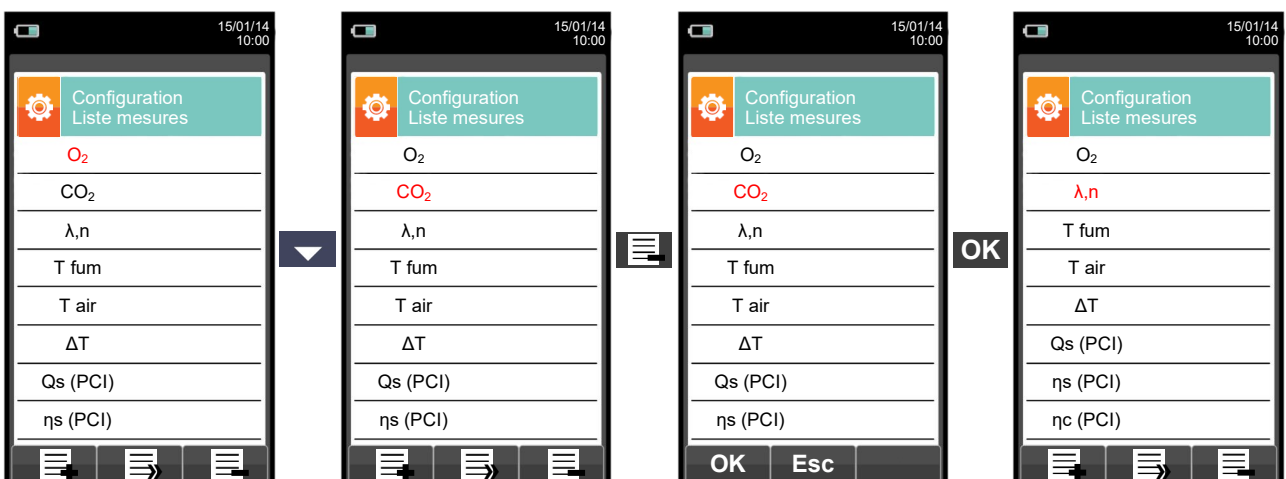 15/01/14
10:00
Configuration
Liste mesures
O₂
CO₂
λ,n
T fum
T air
ΔT
Qs (PCI)
ηs (PCI)
15/01/14
10:00
Configuration
Liste mesures
O₂
CO₂
λ,n
T fum
T air
ΔT
Qs (PCI)
ηs (PCI)
15/01/14
10:00
Configuration
Liste mesures
O₂
CO₂
λ,n
T fum
T air
ΔT
Qs (PCI)
ηs (PCI)
OK Esc
OK
15/01/14
10:00
Configuration
Liste mesures
O₂
λ,n
T fum
T air
ΔT
Qs (PCI)
ηs (PCI)
ηc (PCI)